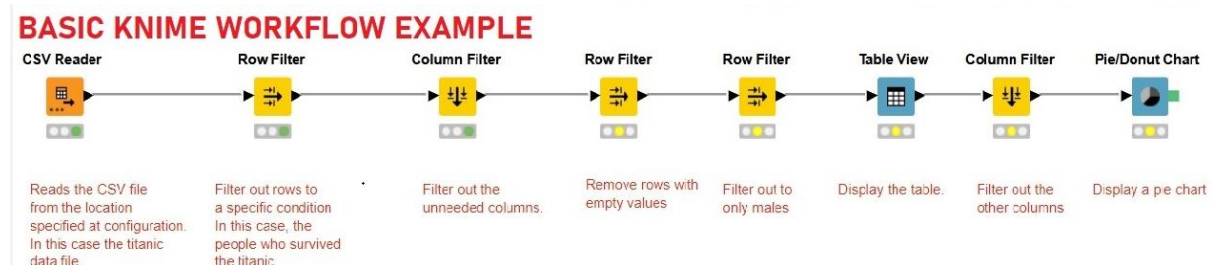 BASIC KNIME WORKFLOW EXAMPLE
CSV Reader
Row Filter
Column Filter
Row Filter
Row Filter
Table View
Column Filter
Pie/Donut Chart
Reads the CSV file
from the location
specified at configuration.
In this case the titanic
data file.
Filter out rows to
a specific condition
In this case, the
people who survived
the titanic
Filter out the
unneeded columns.
Remove rows with
empty values
Filter out to
only males
Display the table.
Filter out the
other columns
Display a pie chart